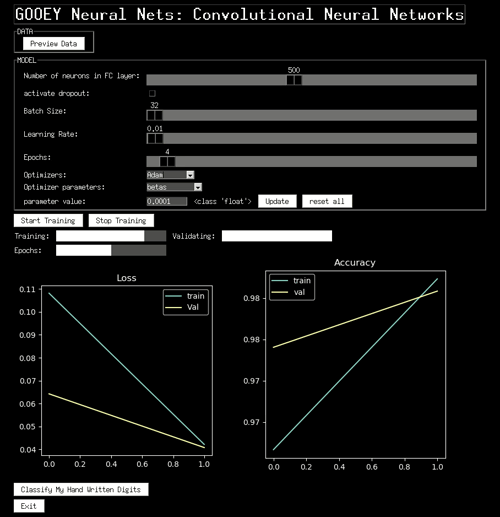 GOOEY Neural Nets: Convolutional Neural Networks
DATA
Preview Data
MODEL
500
Number of neurons in FC layer:
activate dropout:
32
Batch Size:
0.01
Learning Rate:
4
Epochs:
Optimizers: Adam
Optimizer parameters: betas
parameter value: 0.0001 <class 'float'> Update reset all
Start Training Stop Training
Training: Validating:
Epochs:
Loss
train
Val
0.11
0.10
0.09
0.08
0.07
0.06
0.05
0.04
0.0 0.2 0.4 0.6 0.8 1.0
Accuracy
train
val
0.98
0.98
0.97
0.97
0.0 0.2 0.4 0.6 0.8 1.0
Classify My Hand Written Digits
Exit